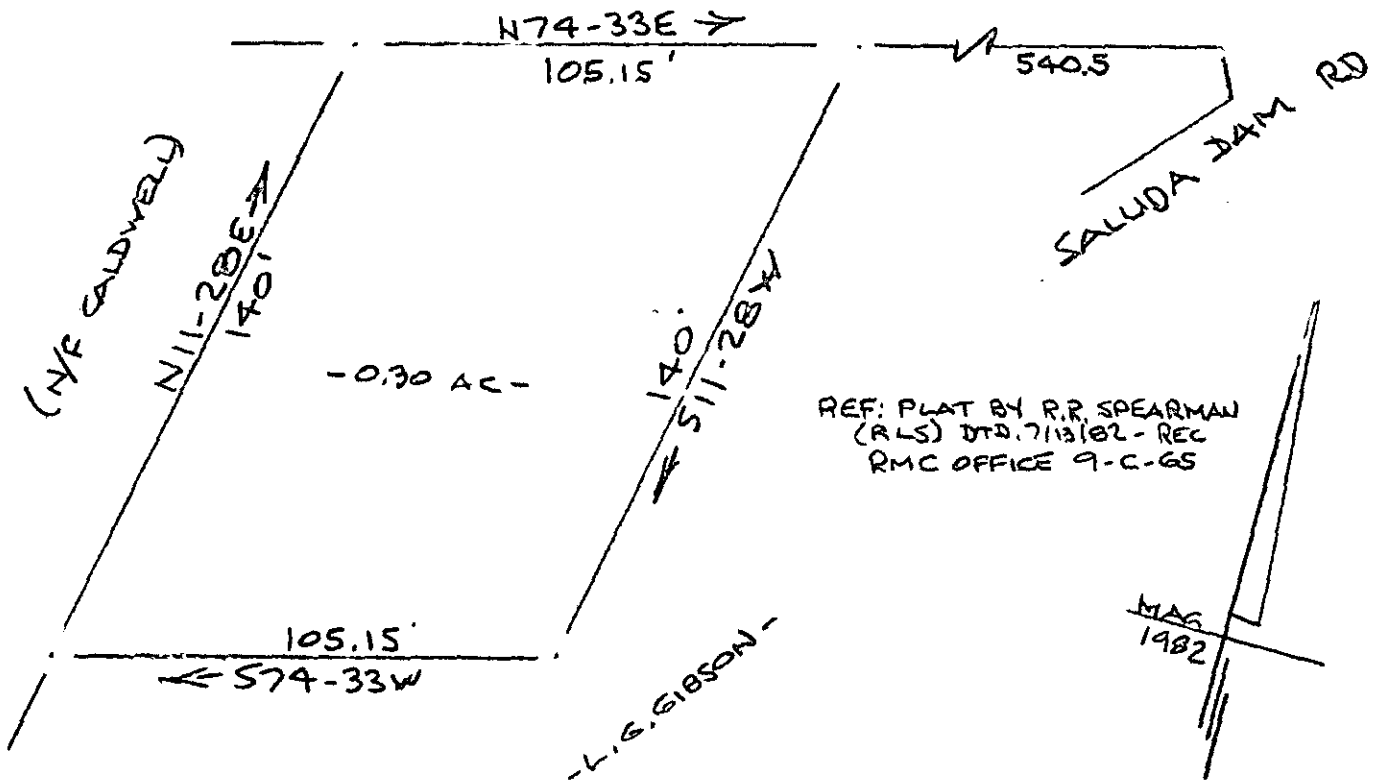 N74-33E
105.15'
540.5
SALUDA DAM RD
(N/F CALDWELL)
N11-28E
140'
140'
S11-28W
-0.30 AC-
REF: PLAT BY R.R. SPEARMAN
(RLS) DTD. 7/13/82 - REC
RMC OFFICE 9-C-65
MAG
1982
105.15'
S74-33W
-L.G. GIBSON-